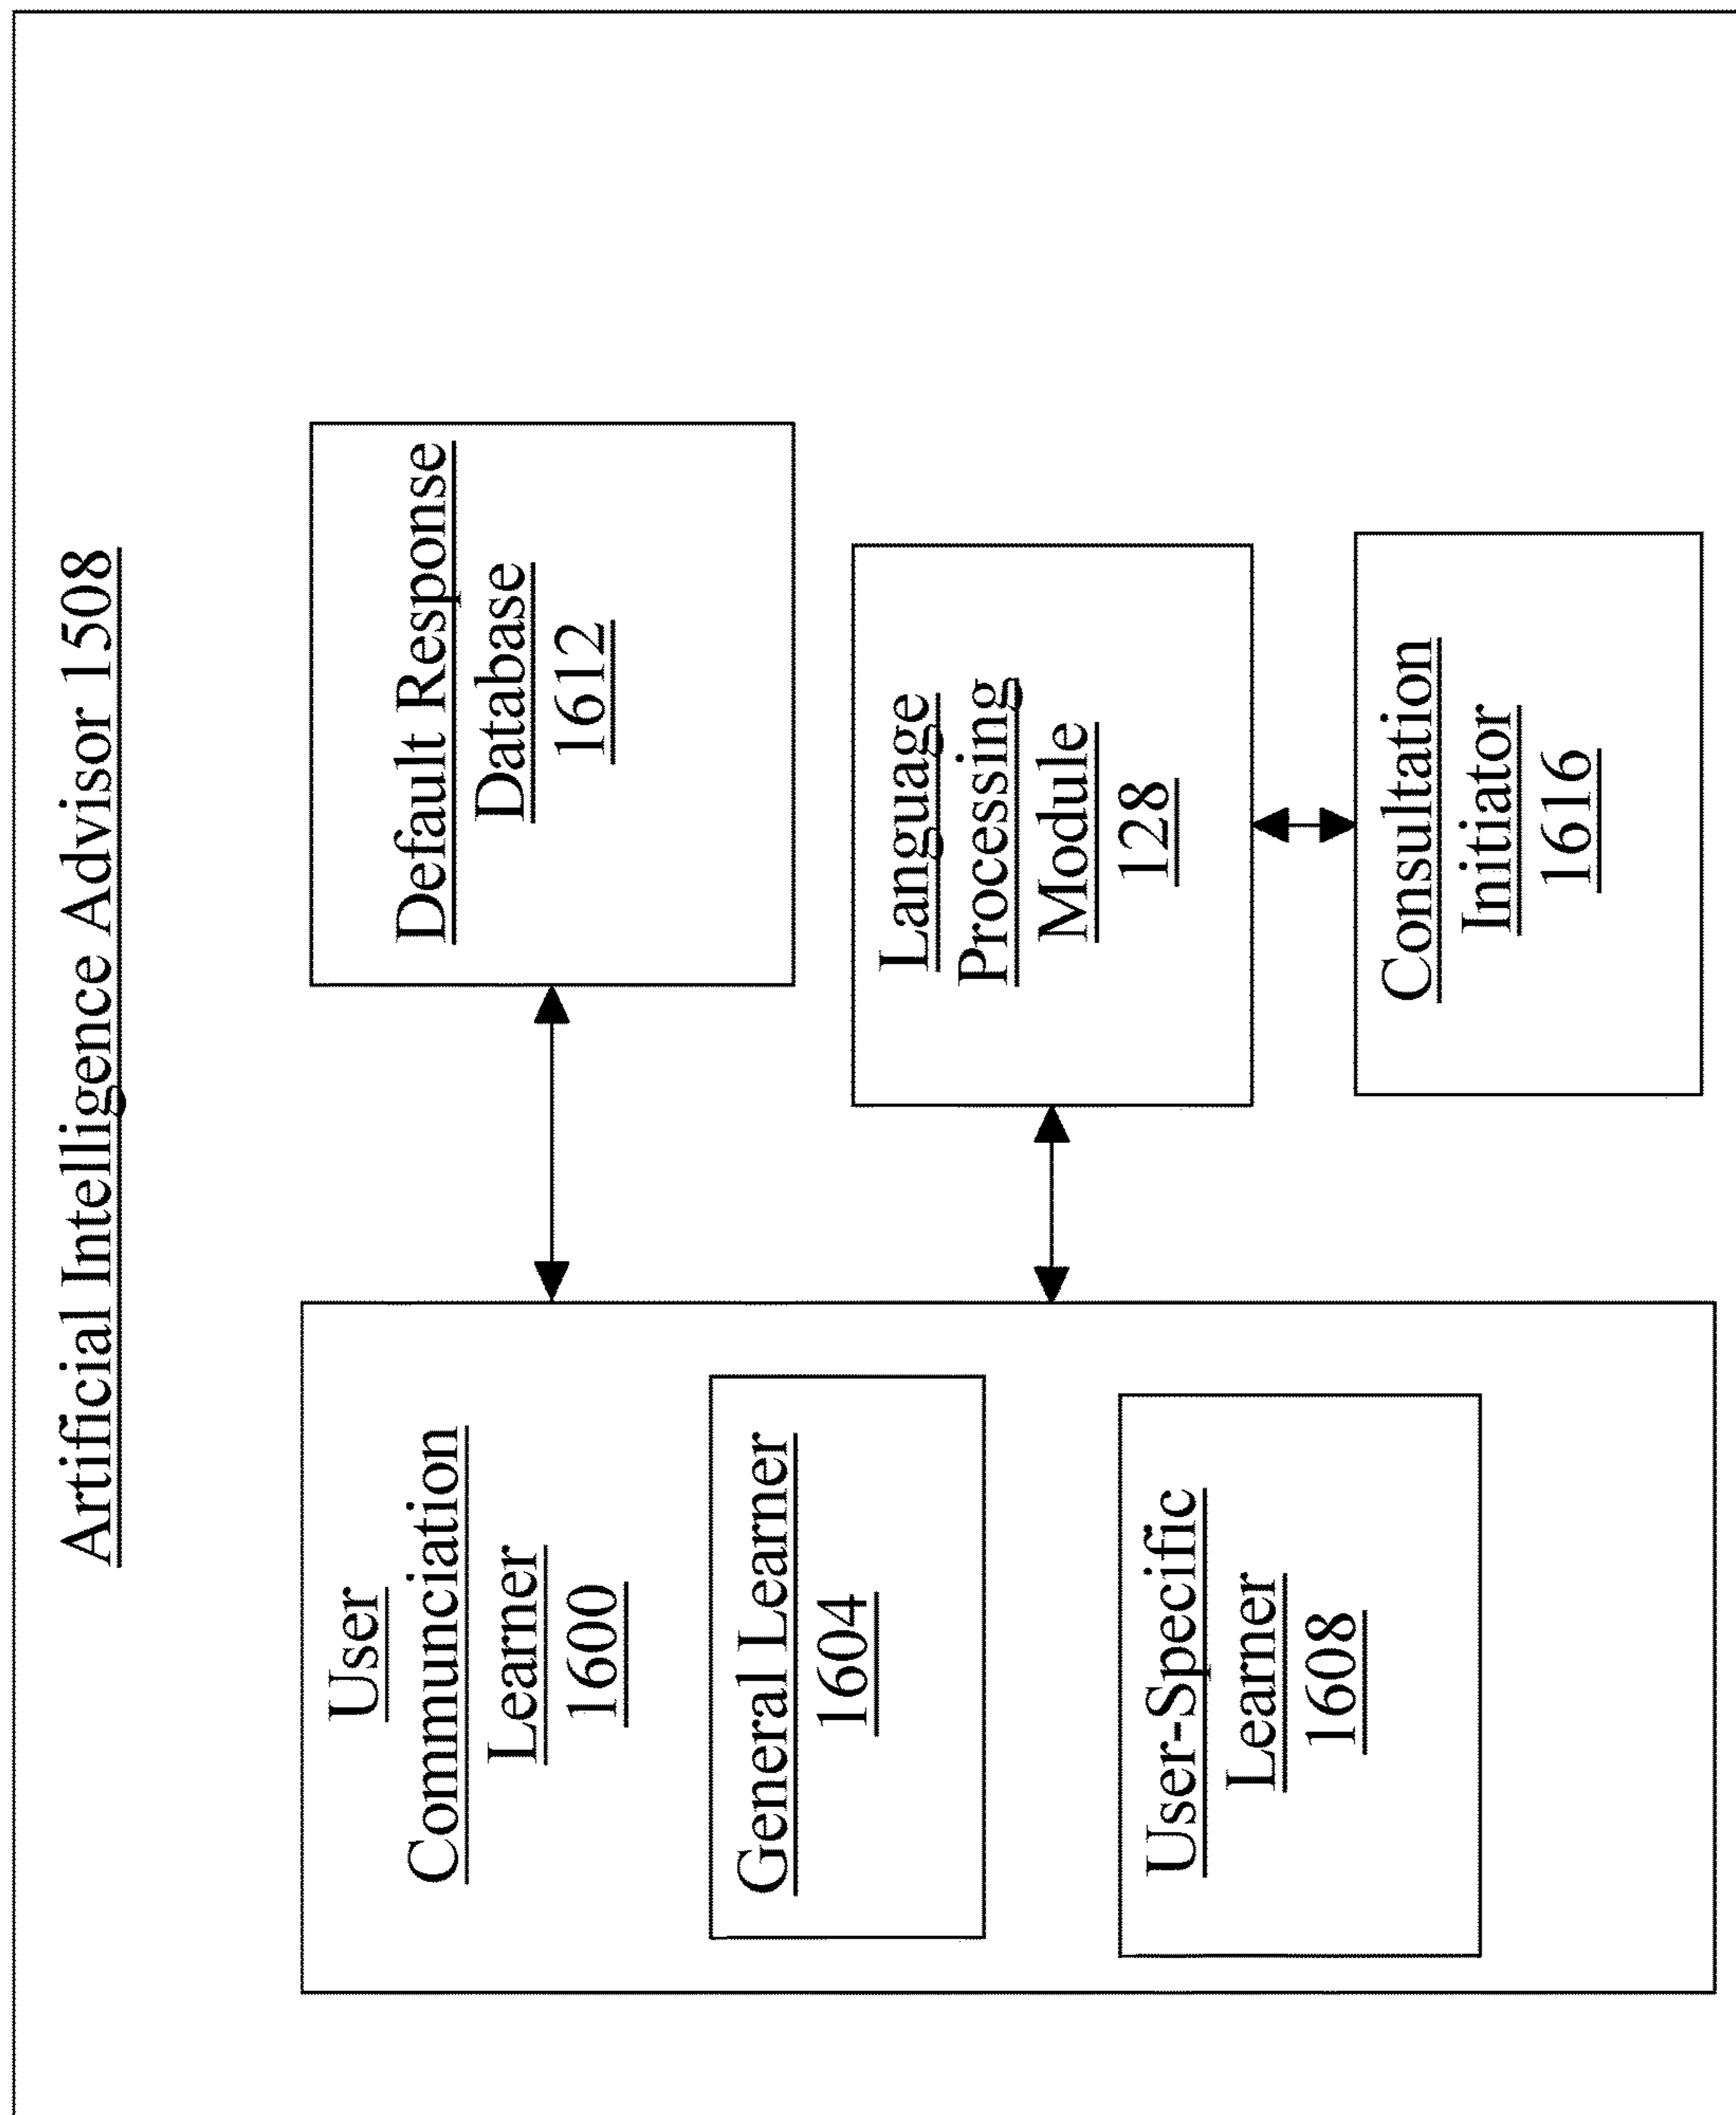 Artificial Intelligence Advisor 1508
User
Communciation
Learner
1600
General Learner
1604
User-Specific
Learner
1608
Default Response
Database
1612
Language
Processing
Module
128
Consultation
Initiator
1616